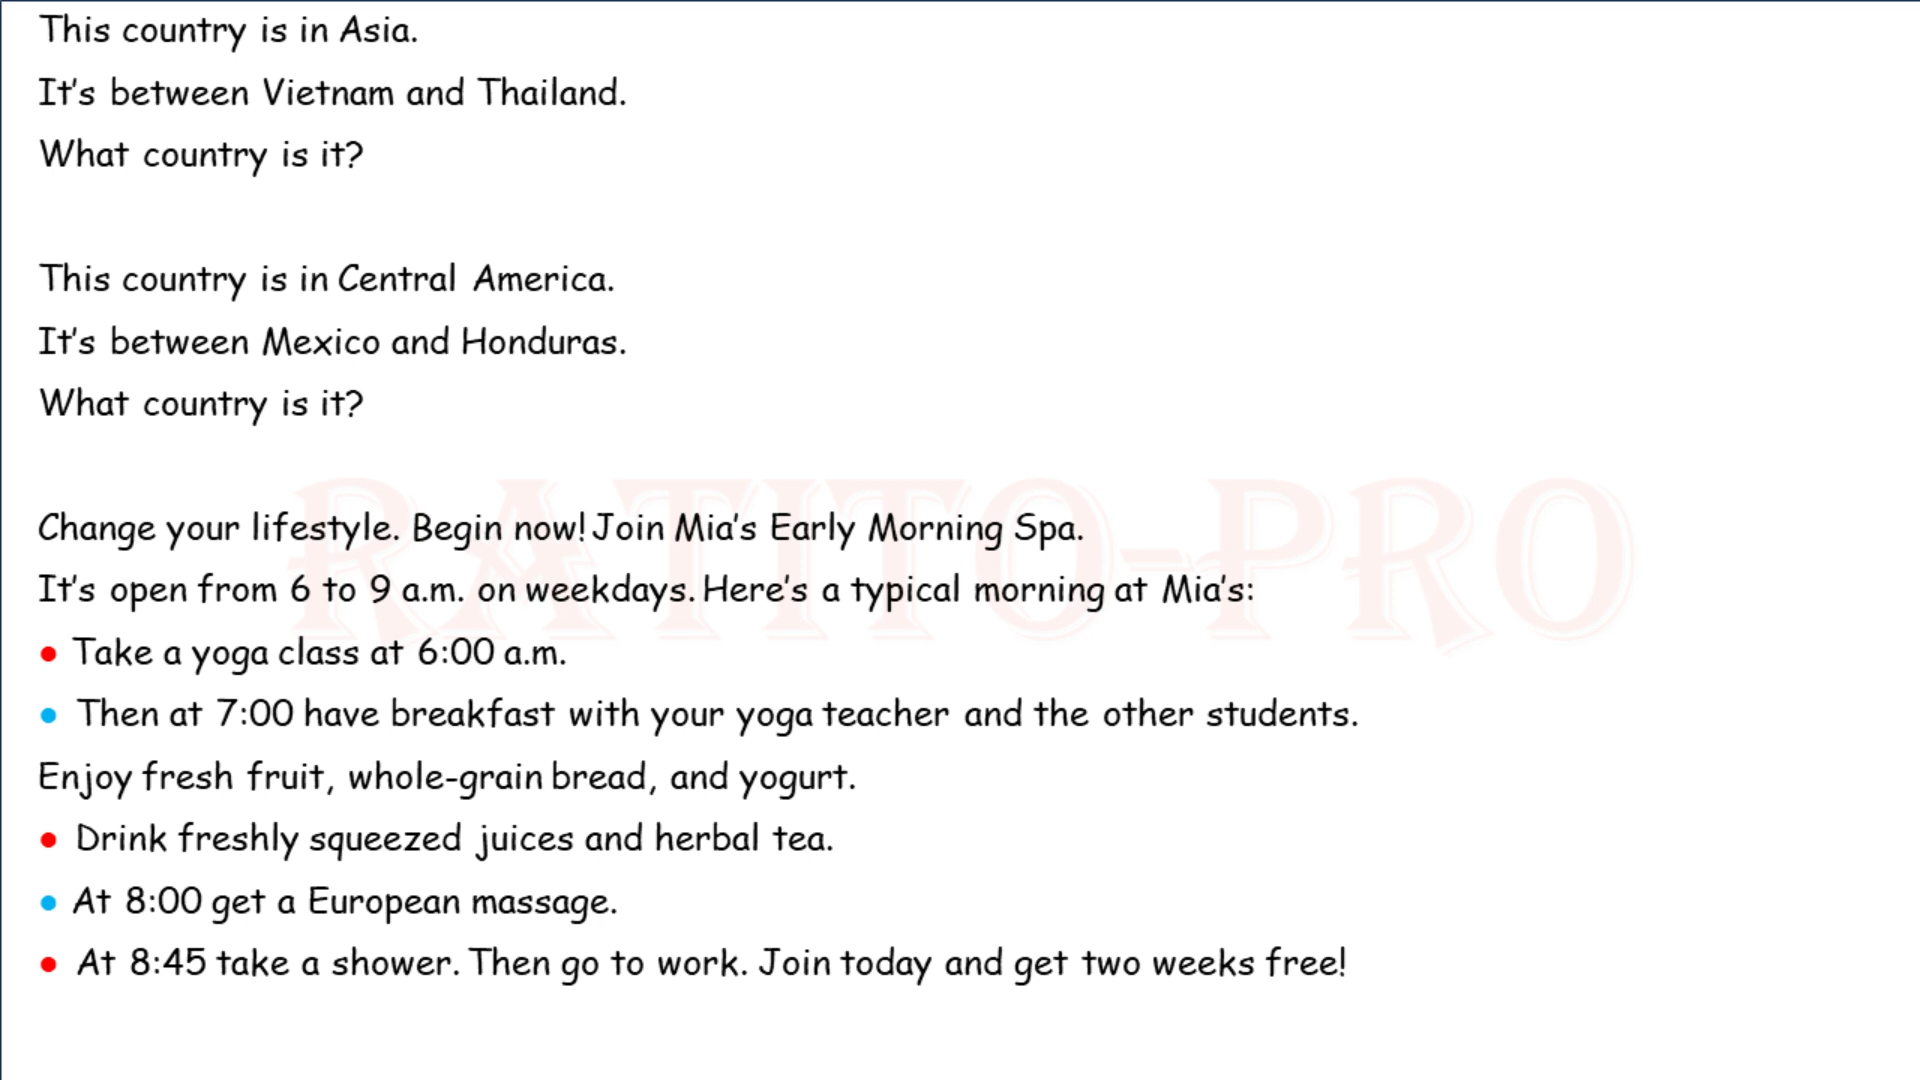 This country is in Asia.
It's between Vietnam and Thailand.
What country is it?
This country is in Central America.
It's between Mexico and Honduras.
What country is it?
RATITO-PRO
Change your lifestyle. Begin now! Join Mia's Early Morning Spa.
It's open from 6 to 9 a.m. on weekdays. Here's a typical morning at Mia's:
• Take a yoga class at 6:00 a.m.
• Then at 7:00 have breakfast with your yoga teacher and the other students.
Enjoy fresh fruit, whole-grain bread, and yogurt.
• Drink freshly squeezed juices and herbal tea.
• At 8:00 get a European massage.
• At 8:45 take a shower. Then go to work. Join today and get two weeks free!